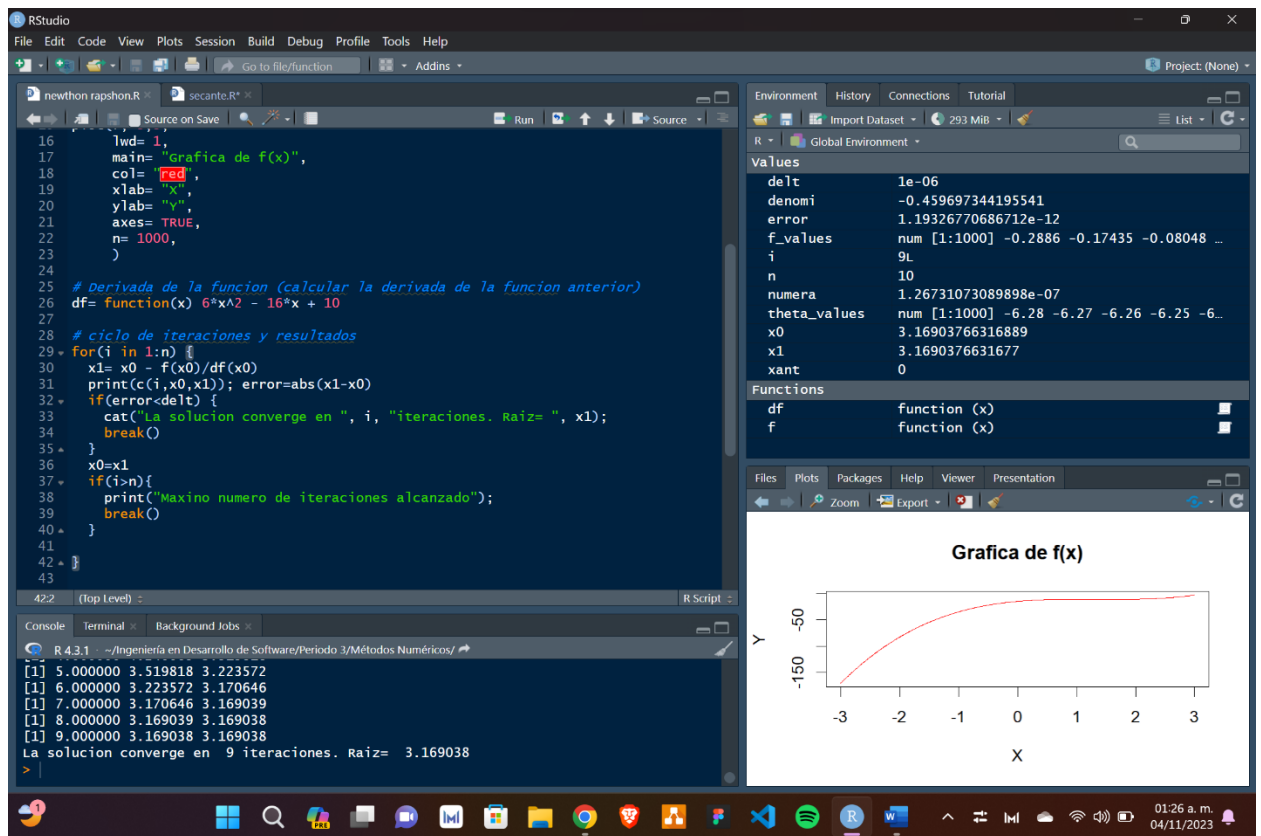 RStudio
File Edit Code View Plots Session Build Debug Profile Tools Help
Go to file/function Addins Project: (None)
newthon rapshon.R secante.R*
Source on Save Run Source
16 lwd= 1,
17 main= "Grafica de f(x)",
18 col= "red",
19 xlab= "X",
20 ylab= "Y",
21 axes= TRUE,
22 n= 1000,
23 )
24
25 # Derivada de la funcion (calcular la derivada de la funcion anterior)
26 df= function(x) 6*x^2 - 16*x + 10
27
28 # ciclo de iteraciones y resultados
29 for(i in 1:n) {
30 x1= x0 - f(x0)/df(x0)
31 print(c(i,x0,x1)); error=abs(x1-x0)
32 if(error<delt) {
33 cat("La solucion converge en ", i, "iteraciones. Raiz= ", x1);
34 break()
35 }
36 x0=x1
37 if(i>n){
38 print("Maxino numero de iteraciones alcanzado");
39 break()
40 }
41
42 }
43
42:2 (Top Level) R Script
Console Terminal Background Jobs
R 4.3.1 · ~/Ingeniería en Desarrollo de Software/Periodo 3/Métodos Numéricos/
[1] 5.000000 3.519818 3.223572
[1] 6.000000 3.223572 3.170646
[1] 7.000000 3.170646 3.169039
[1] 8.000000 3.169039 3.169038
[1] 9.000000 3.169038 3.169038
La solucion converge en 9 iteraciones. Raiz= 3.169038
>
Environment History Connections Tutorial
Import Dataset 293 MiB List
R Global Environment
Values
delt 1e-06
denomi -0.459697344195541
error 1.19326770686712e-12
f_values num [1:1000] -0.2886 -0.17435 -0.08048 …
i 9L
n 10
numera 1.26731073089898e-07
theta_values num [1:1000] -6.28 -6.27 -6.26 -6.25 -6…
x0 3.16903766316889
x1 3.1690376631677
xant 0
Functions
df function (x)
f function (x)
Files Plots Packages Help Viewer Presentation
Zoom Export
Grafica de f(x)
Y
-50
-150
-3 -2 -1 0 1 2 3
X
1
PRE
01:26 a. m.
04/11/2023